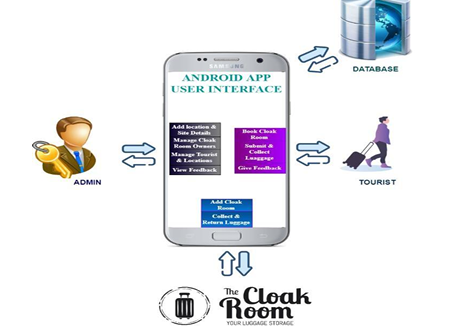 DATABASE
SAMSUNG
ANDROID APP
USER INTERFACE
Add location &
Site Details
Manage Cloak
Room Owners
Manage Tourist
& Locations
View Feedback
Book Cloak
Room
Submit &
Collect
Luaggage
Give Feedback
ADMIN
TOURIST
Add Cloak
Room
Collect &
Return Luggage
The Cloak
Room
YOUR LUGGAGE STORAGE